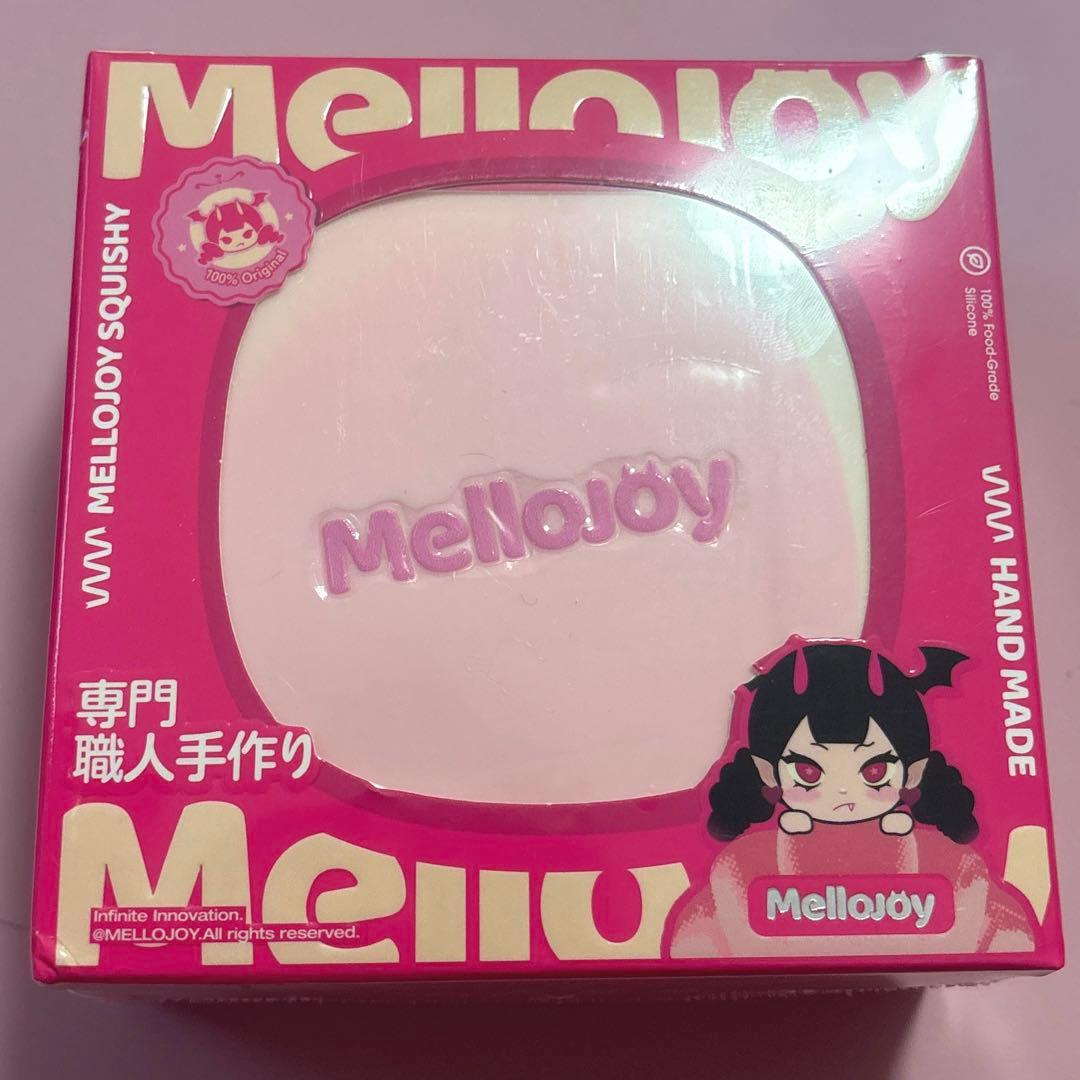 Mellojoy
100% Original
MELLOJOY SQUISHY
100% Food-Grade
Silicone
Mellojoy
HAND MADE
専門
職人手作り
Infinite Innovation.
@MELLOJOY.All rights reserved.
Mellojoy